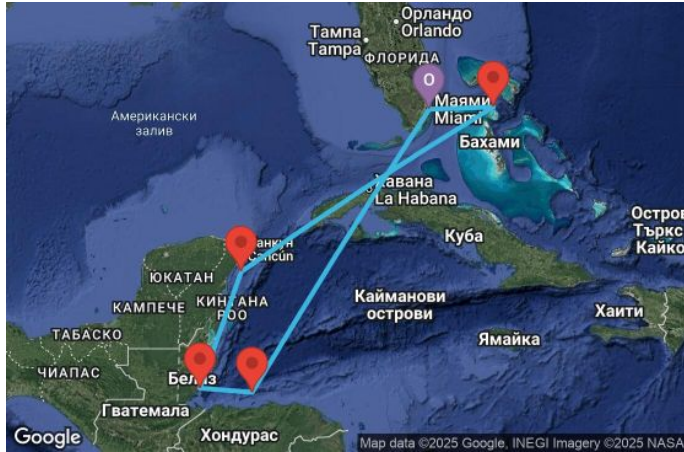 Орландо
Orlando
Тампа
Tampa
ФЛОРИДА
O
Маями
Miami
Бахами
Американски
залив
Хавана
La Habana
Cancún
Куба
Остров
Търкс
Кайко
ЮКАТАН
КАМПЕЧЕ
КИНТАНА
РОО
Кайманови
острови
Хаити
Ямайка
ТАБАСКО
ЧИАПАС
Белиз
Гватемала
Хондурас
Google
Map data ©2025 Google, INEGI Imagery ©2025 NASA